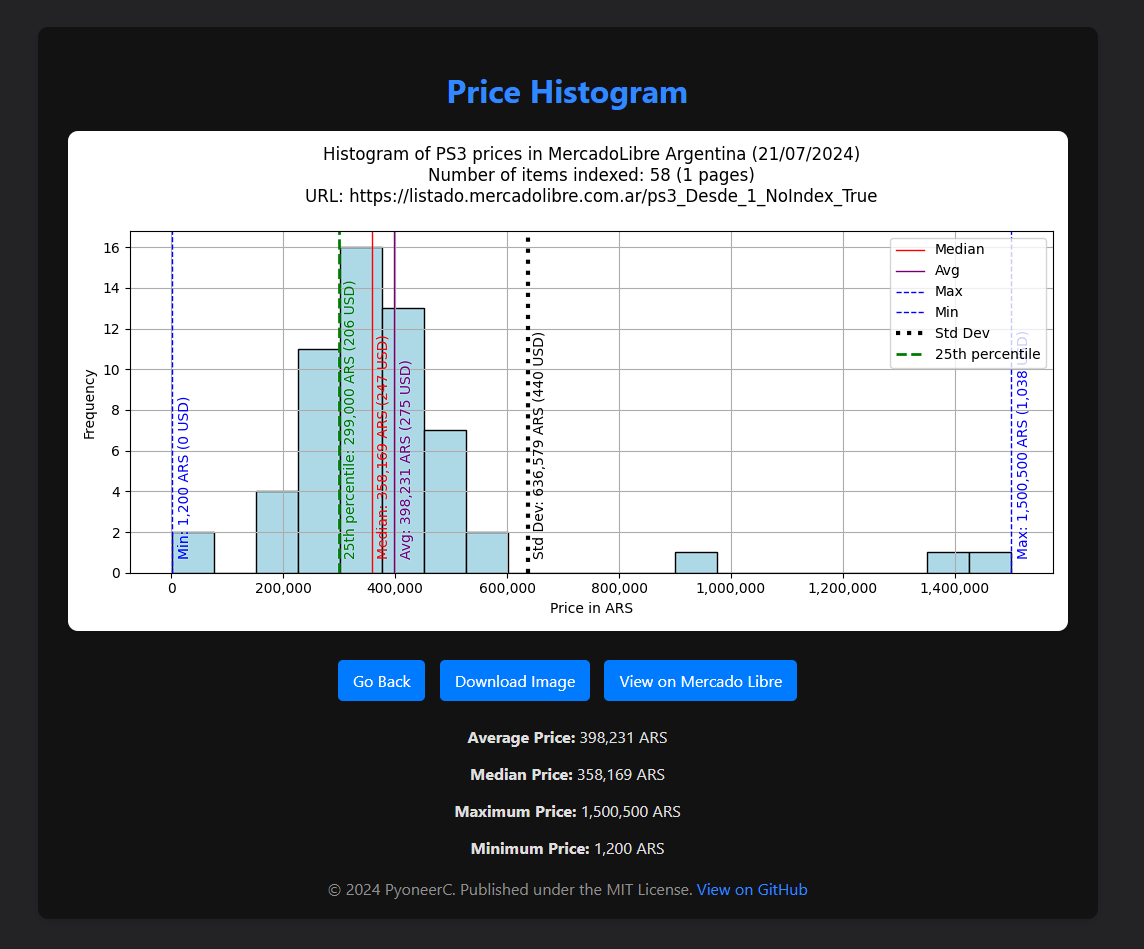 Price Histogram
Histogram of PS3 prices in MercadoLibre Argentina (21/07/2024)
Number of items indexed: 58 (1 pages)
URL: https://listado.mercadolibre.com.ar/ps3_Desde_1_NoIndex_True
Frequency
16
14
12
10
8
6
4
2
0
Min: 1,200 ARS (0 USD)
25th percentile: 299,000 ARS (206 USD)
Median: 358,169 ARS (247 USD)
Avg: 398,231 ARS (275 USD)
Std Dev: 636,579 ARS (440 USD)
Max: 1,500,500 ARS (1,038 USD)
Median
Avg
Max
Min
Std Dev
25th percentile
0 200,000 400,000 600,000 800,000 1,000,000 1,200,000 1,400,000
Price in ARS
Go Back Download Image View on Mercado Libre
Average Price: 398,231 ARS
Median Price: 358,169 ARS
Maximum Price: 1,500,500 ARS
Minimum Price: 1,200 ARS
© 2024 PyoneerC. Published under the MIT License. View on GitHub